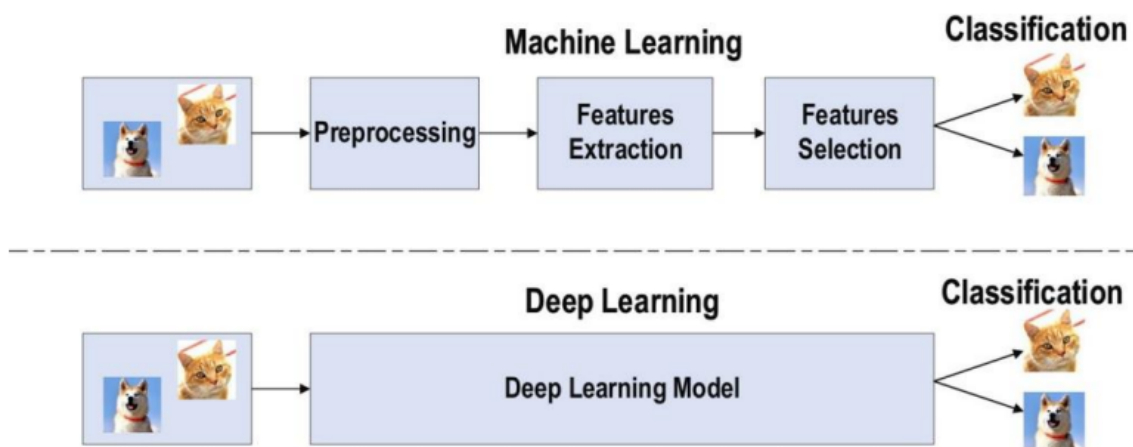 Machine Learning
Classification
Preprocessing
Features
Extraction
Features
Selection
Deep Learning
Classification
Deep Learning Model